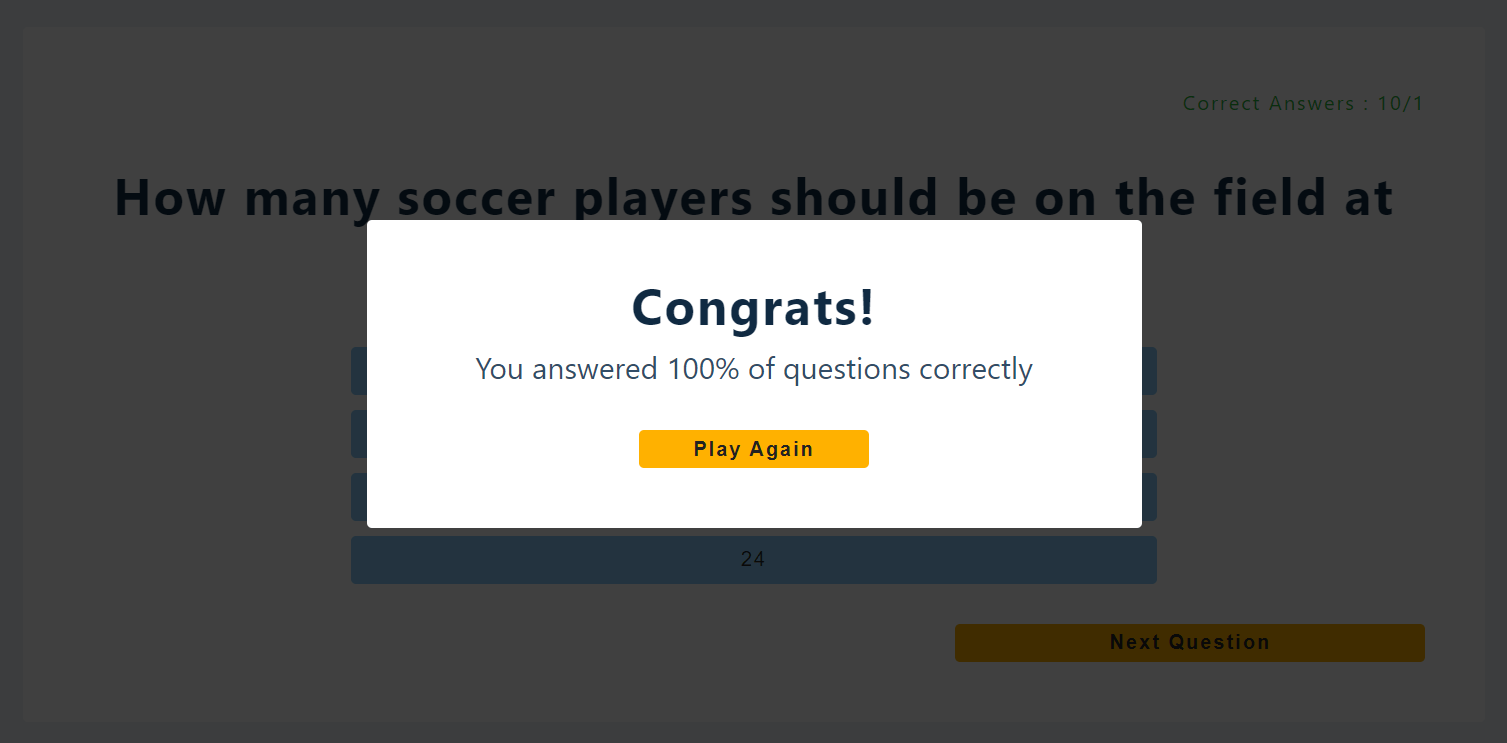 Correct Answers : 10/1
How many soccer players should be on the field at
Congrats!
You answered 100% of questions correctly
Play Again
24
Next Question